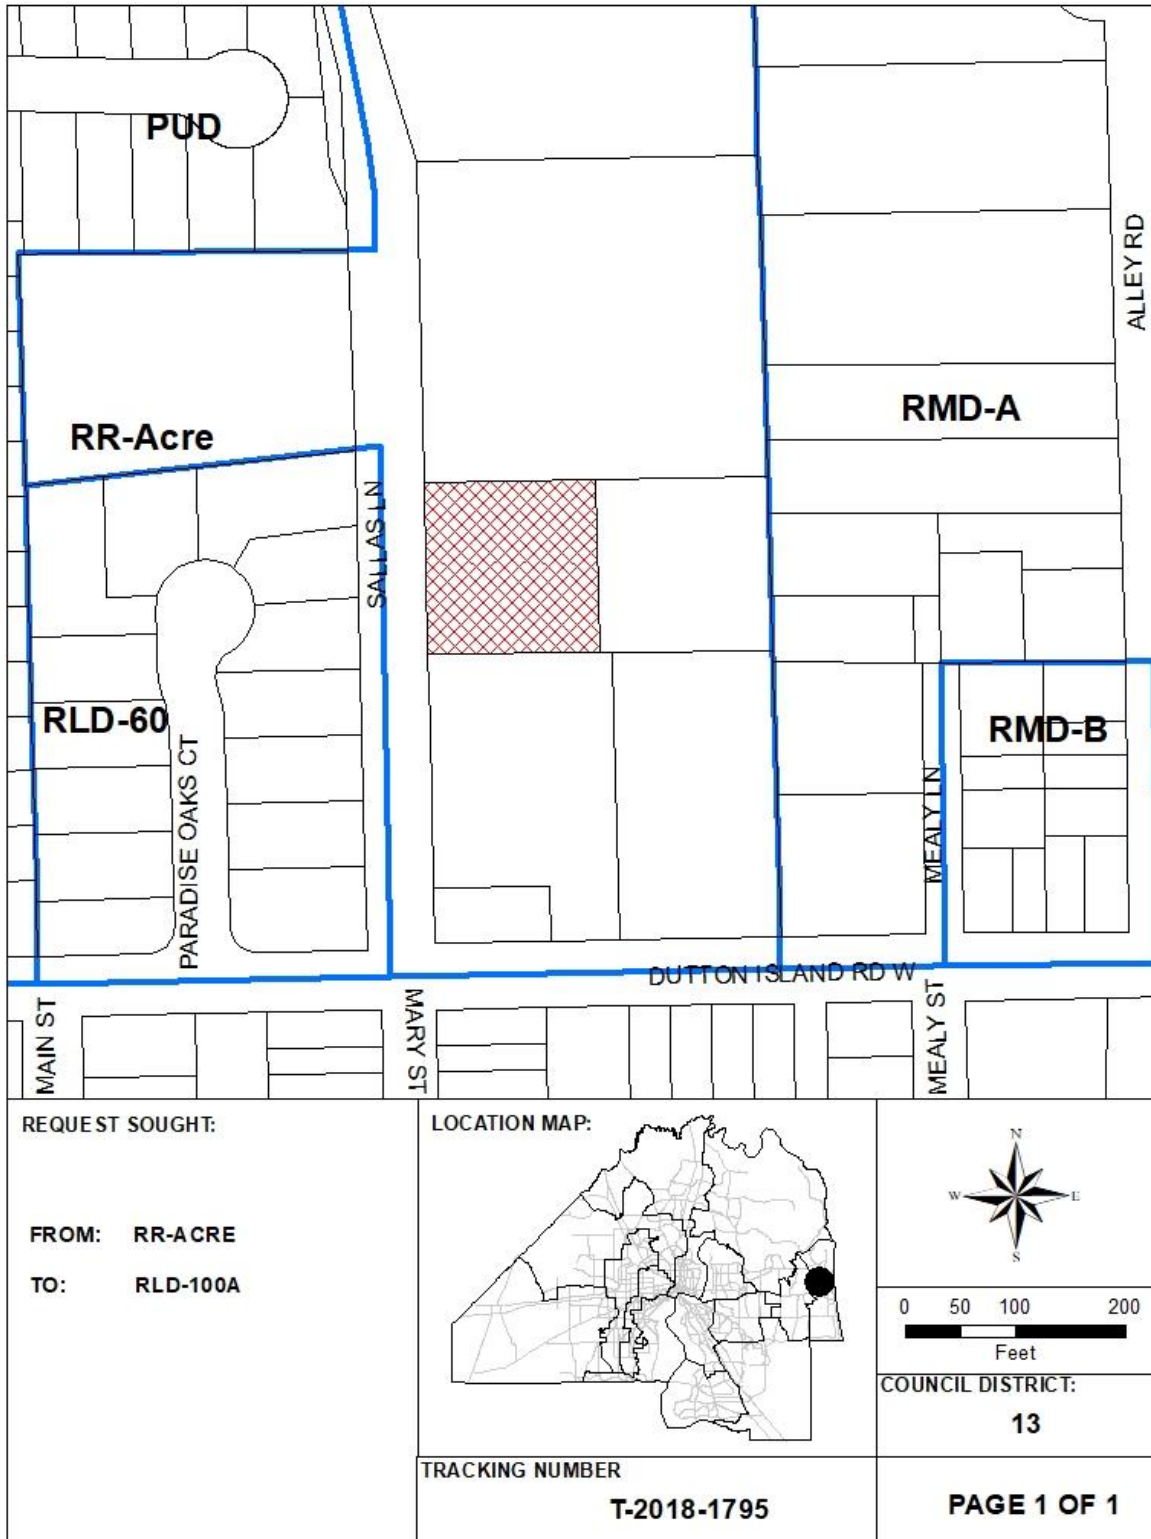 PUD
ALLEY RD
RMD-A
RR-Acre
SALLAS LN
RLD-60
RMD-B
PARADISE OAKS CT
MEALY LN
DUTTON ISLAND RD W
MAIN ST
MARY ST
MEALY ST
REQUEST SOUGHT:
FROM: RR-ACRE
TO: RLD-100A
LOCATION MAP:
N
W E
S
0 50 100 200
Feet
COUNCIL DISTRICT:
13
TRACKING NUMBER
T-2018-1795
PAGE 1 OF 1